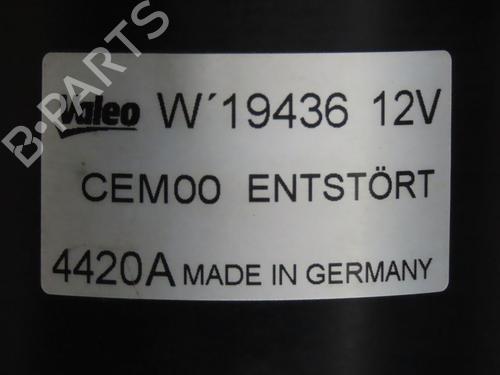 B-PARTS
Valeo W´19436 12V
CEM00 ENTSTÖRT
4420A MADE IN GERMANY